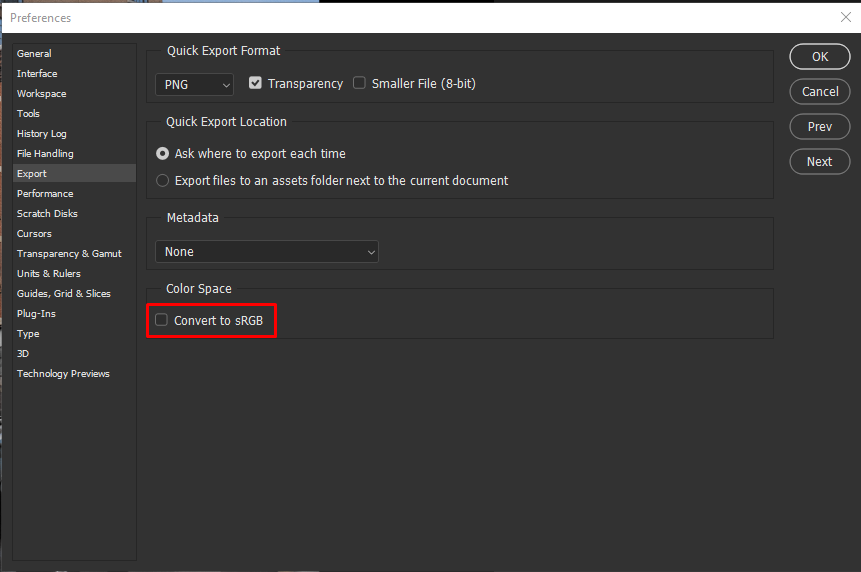 Preferences
General
Interface
Workspace
Tools
History Log
File Handling
Export
Performance
Scratch Disks
Cursors
Transparency & Gamut
Units & Rulers
Guides, Grid & Slices
Plug-Ins
Type
3D
Technology Previews
Quick Export Format
PNG Transparency Smaller File (8-bit)
Quick Export Location
Ask where to export each time
Export files to an assets folder next to the current document
Metadata
None
Color Space
Convert to sRGB
OK
Cancel
Prev
Next